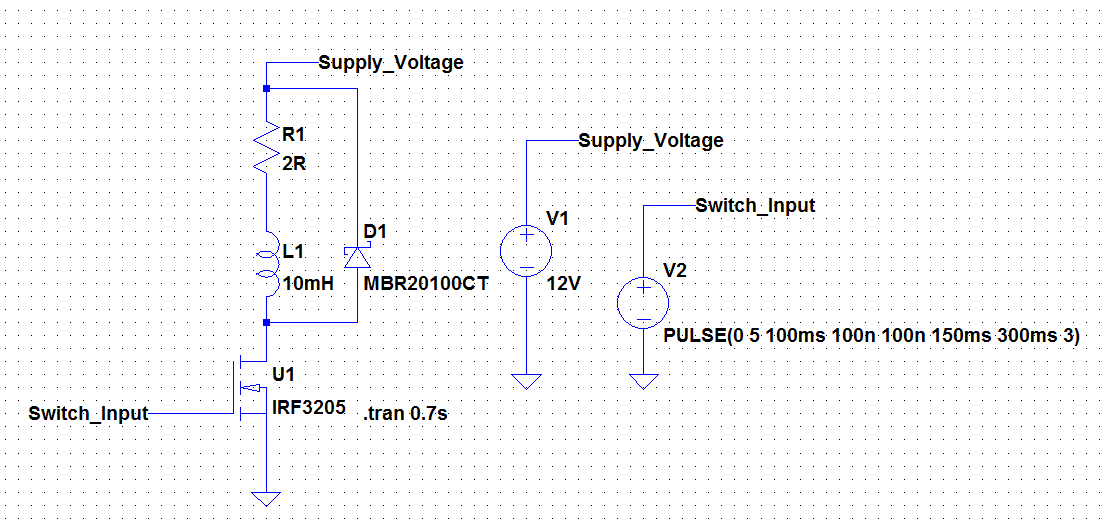 Supply_Voltage
R1
2R
Supply_Voltage
Switch_Input
V1
D1
L1
V2
10mH
MBR20100CT
12V
PULSE(0 5 100ms 100n 100n 150ms 300ms 3)
U1
Switch_Input
IRF3205
.tran 0.7s